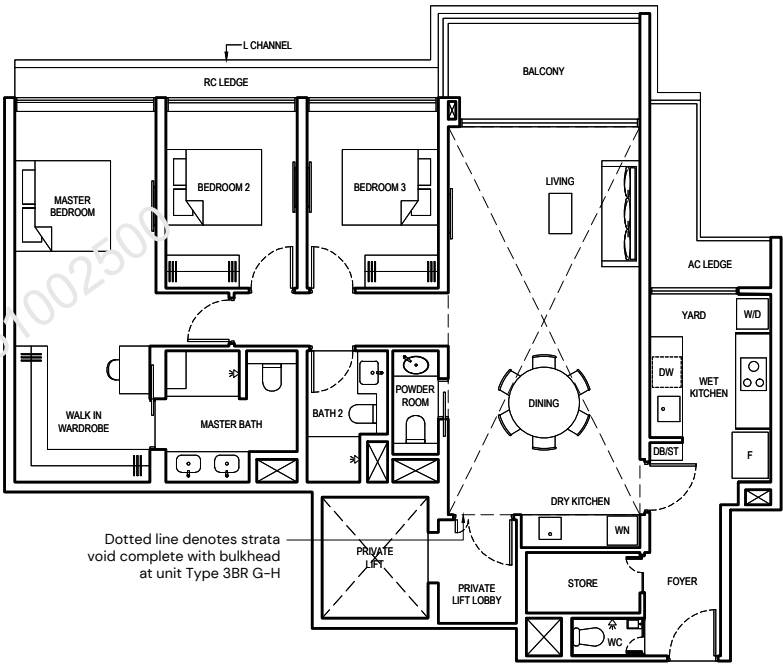 L CHANNEL
RC LEDGE
BALCONY
MASTER
BEDROOM
BEDROOM 2
BEDROOM 3
LIVING
AC LEDGE
YARD
W/D
DW
WET
KITCHEN
WALK IN
WARDROBE
MASTER BATH
BATH 2
POWDER
ROOM
DINING
DB/ST
F
DRY KITCHEN
WN
Dotted line denotes strata
void complete with bulkhead
at unit Type 3BR G-H
PRIVATE
LIFT
PRIVATE
LIFT LOBBY
STORE
FOYER
WC
1002500